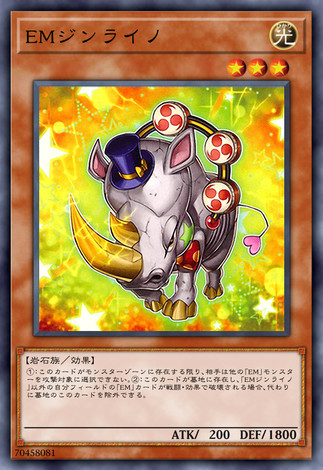 EMジンライノ
光
【岩石族／効果】
①:このカードがモンスターゾーンに存在する限り、相手は他の「EM」モンスター
を攻撃対象に選択できない。②:このカードが墓地に存在し、「EMジンライノ」
以外の自分フィールドの「EM」カードが戦闘・効果で破壊される場合、代わり
に墓地のこのカードを除外できる。
ATK/ 200 DEF/1800
70458081